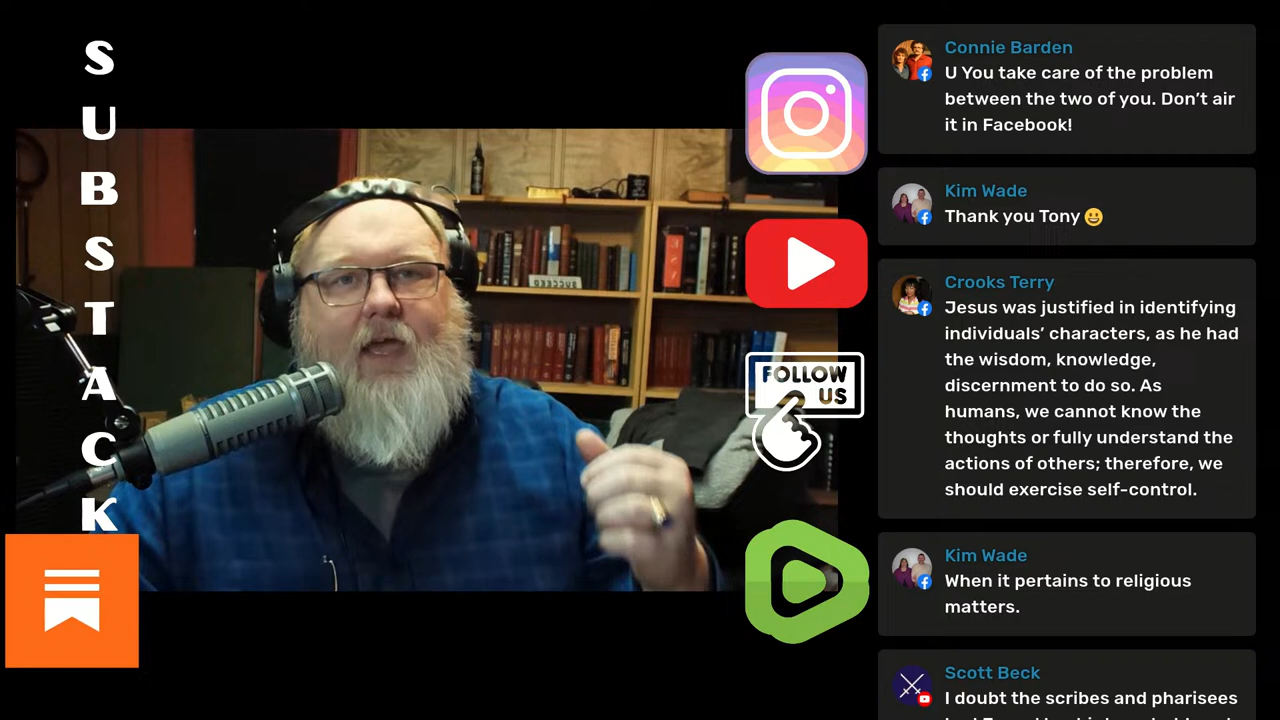 SUBSTACK
FOLLOW
US
Connie Barden
U You take care of the problem
between the two of you. Don’t air
it in Facebook!
Kim Wade
Thank you Tony 😀
Crooks Terry
Jesus was justified in identifying
individuals’ characters, as he had
the wisdom, knowledge,
discernment to do so. As
humans, we cannot know the
thoughts or fully understand the
actions of others; therefore, we
should exercise self-control.
Kim Wade
When it pertains to religious
matters.
Scott Beck
I doubt the scribes and pharisees